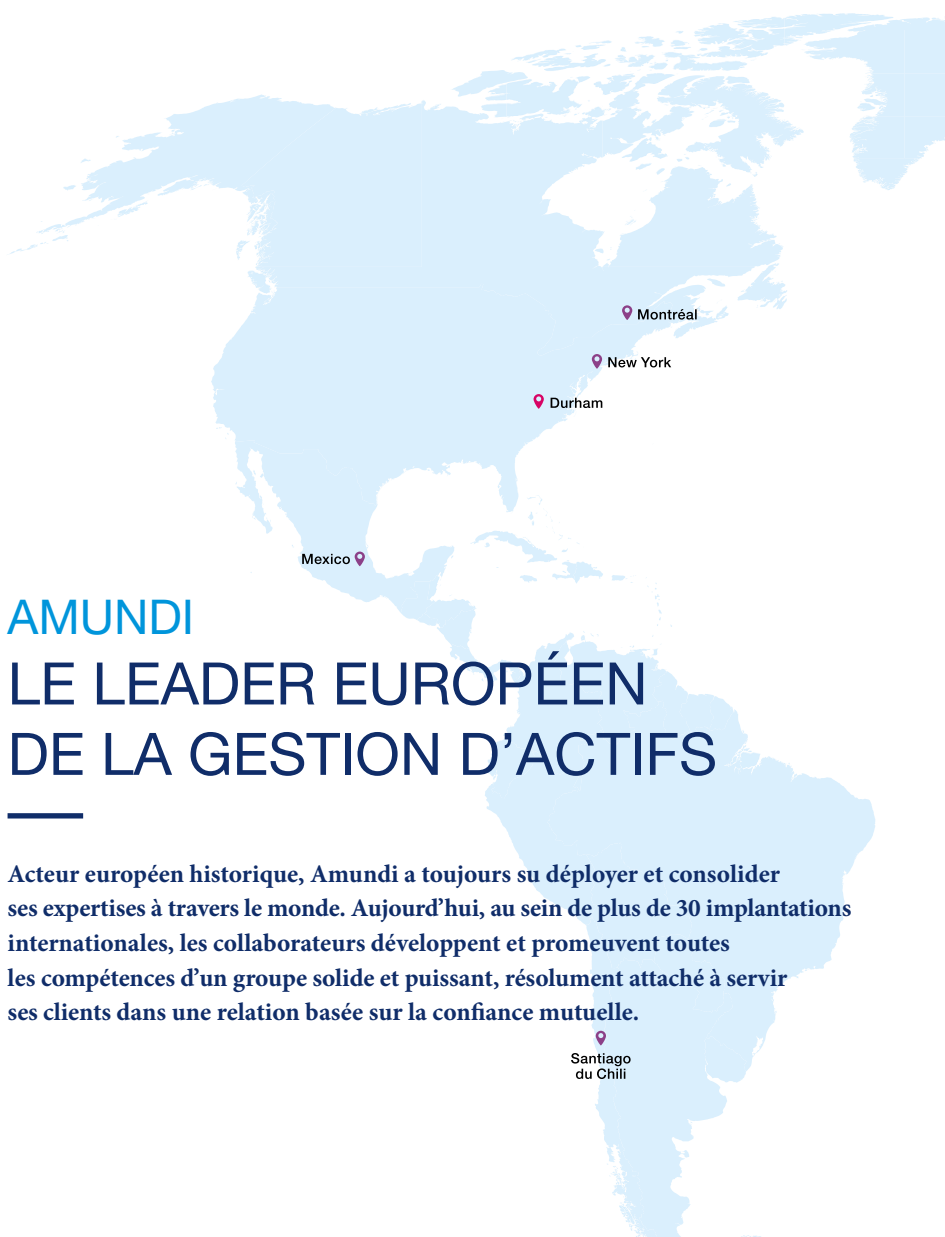 Montréal
New York
Durham
Mexico
AMUNDI
LE LEADER EUROPÉEN
DE LA GESTION D’ACTIFS
Acteur européen historique, Amundi a toujours su déployer et consolider
ses expertises à travers le monde. Aujourd’hui, au sein de plus de 30 implantations
internationales, les collaborateurs développent et promeuvent toutes
les compétences d’un groupe solide et puissant, résolument attaché à servir
ses clients dans une relation basée sur la confiance mutuelle.
Santiago
du Chili